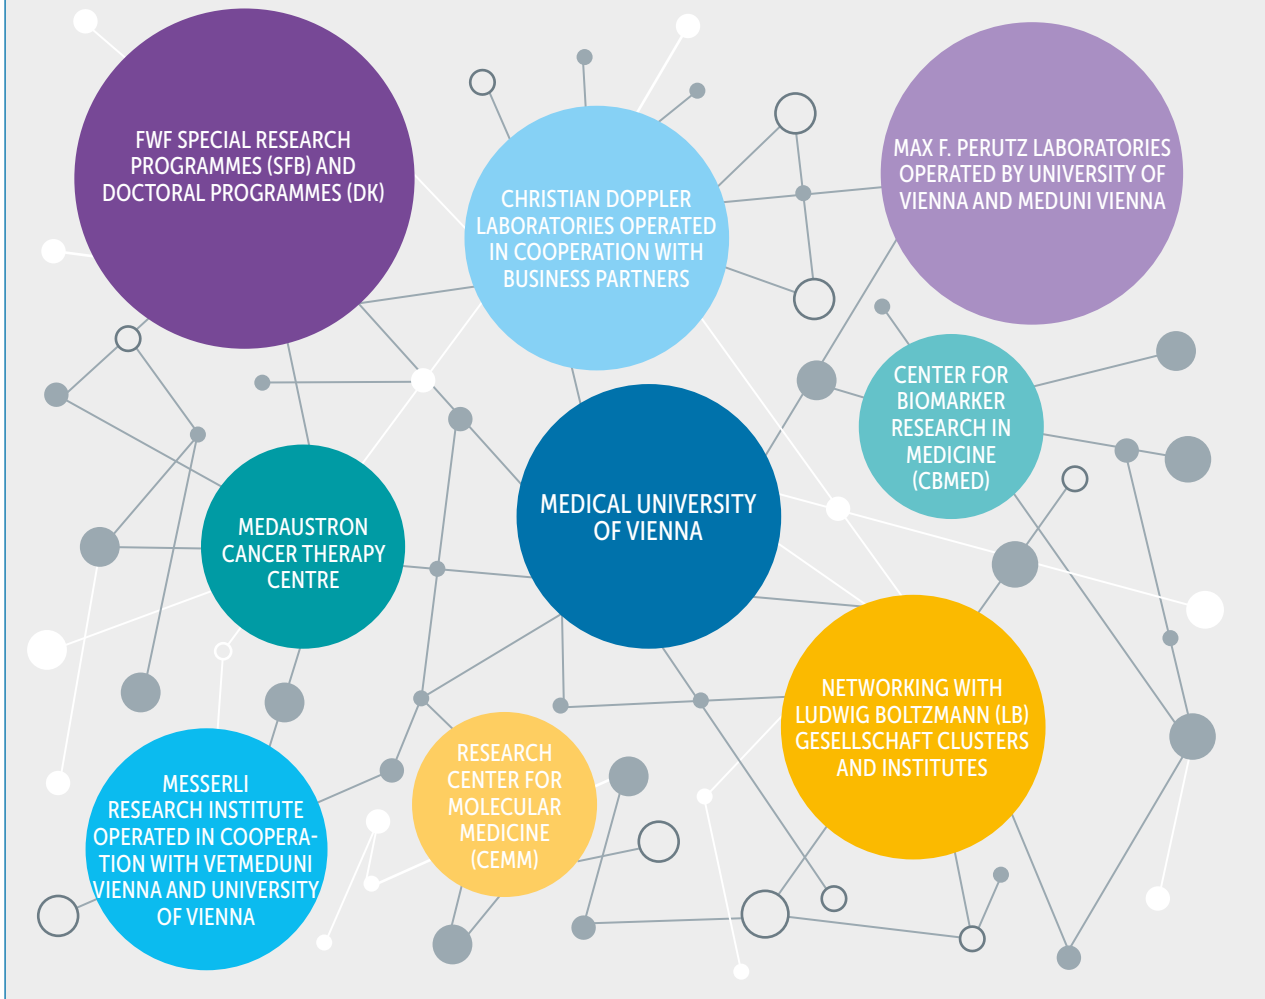 FWF SPECIAL RESEARCH
PROGRAMMES (SFB) AND
DOCTORAL PROGRAMMES (DK)
CHRISTIAN DOPPLER
LABORATORIES OPERATED
IN COOPERATION WITH
BUSINESS PARTNERS
MAX F. PERUTZ LABORATORIES
OPERATED BY UNIVERSITY OF
VIENNA AND MEDUNI VIENNA
CENTER FOR
BIOMARKER
RESEARCH IN
MEDICINE
(CBMED)
MEDICAL UNIVERSITY
OF VIENNA
MEDAUSTRON
CANCER THERAPY
CENTRE
NETWORKING WITH
LUDWIG BOLTZMANN (LB)
GESELLSCHAFT CLUSTERS
AND INSTITUTES
RESEARCH
CENTER FOR
MOLECULAR
MEDICINE
(CEMM)
MESSERLI
RESEARCH INSTITUTE
OPERATED IN COOPERA-
TION WITH VETMEDUNI
VIENNA AND UNIVERSITY
OF VIENNA